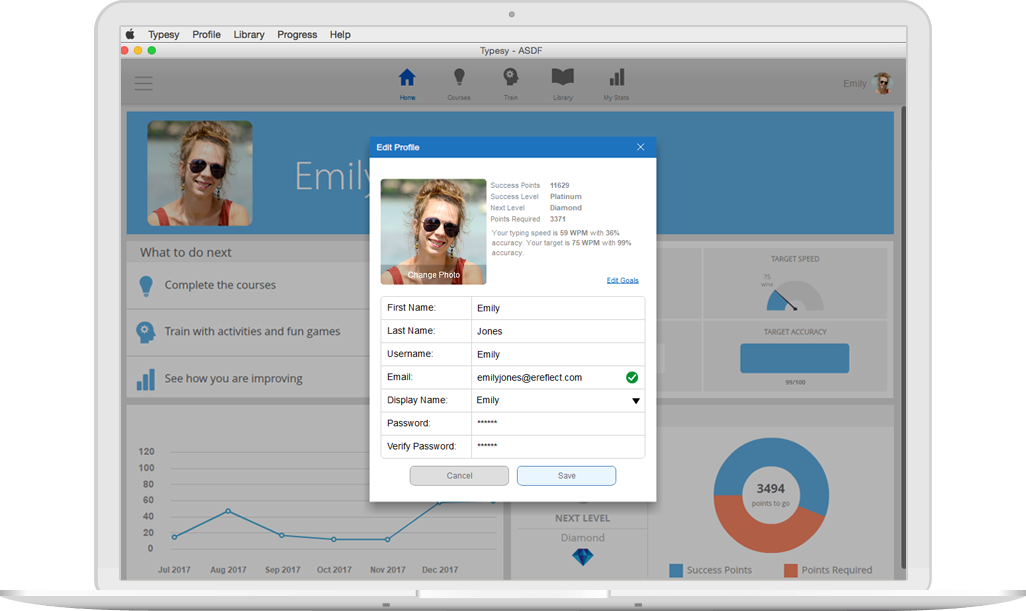 Typesy Profile Library Progress Help
Typesy - ASDF
Home Courses Train Library My Stats
Emily
Emily
Edit Profile
Success Points 11629
Success Level Platinum
Next Level Diamond
Points Required 3371
Your typing speed is 59 WPM with 36%
accuracy. Your target is 75 WPM with 99%
accuracy.
Change Photo
Edit Goals
First Name: Emily
Last Name: Jones
Username: Emily
Email: emilyjones@ereflect.com
Display Name: Emily
Password: ******
Verify Password: ******
Cancel Save
What to do next
Complete the courses
Train with activities and fun games
See how you are improving
TARGET SPEED
75
WPM
TARGET ACCURACY
99/100
120
100
80
60
40
20
0
Jul 2017 Aug 2017 Sep 2017 Oct 2017 Nov 2017 Dec 2017
NEXT LEVEL
Diamond
3494
points to go
Success Points Points Required